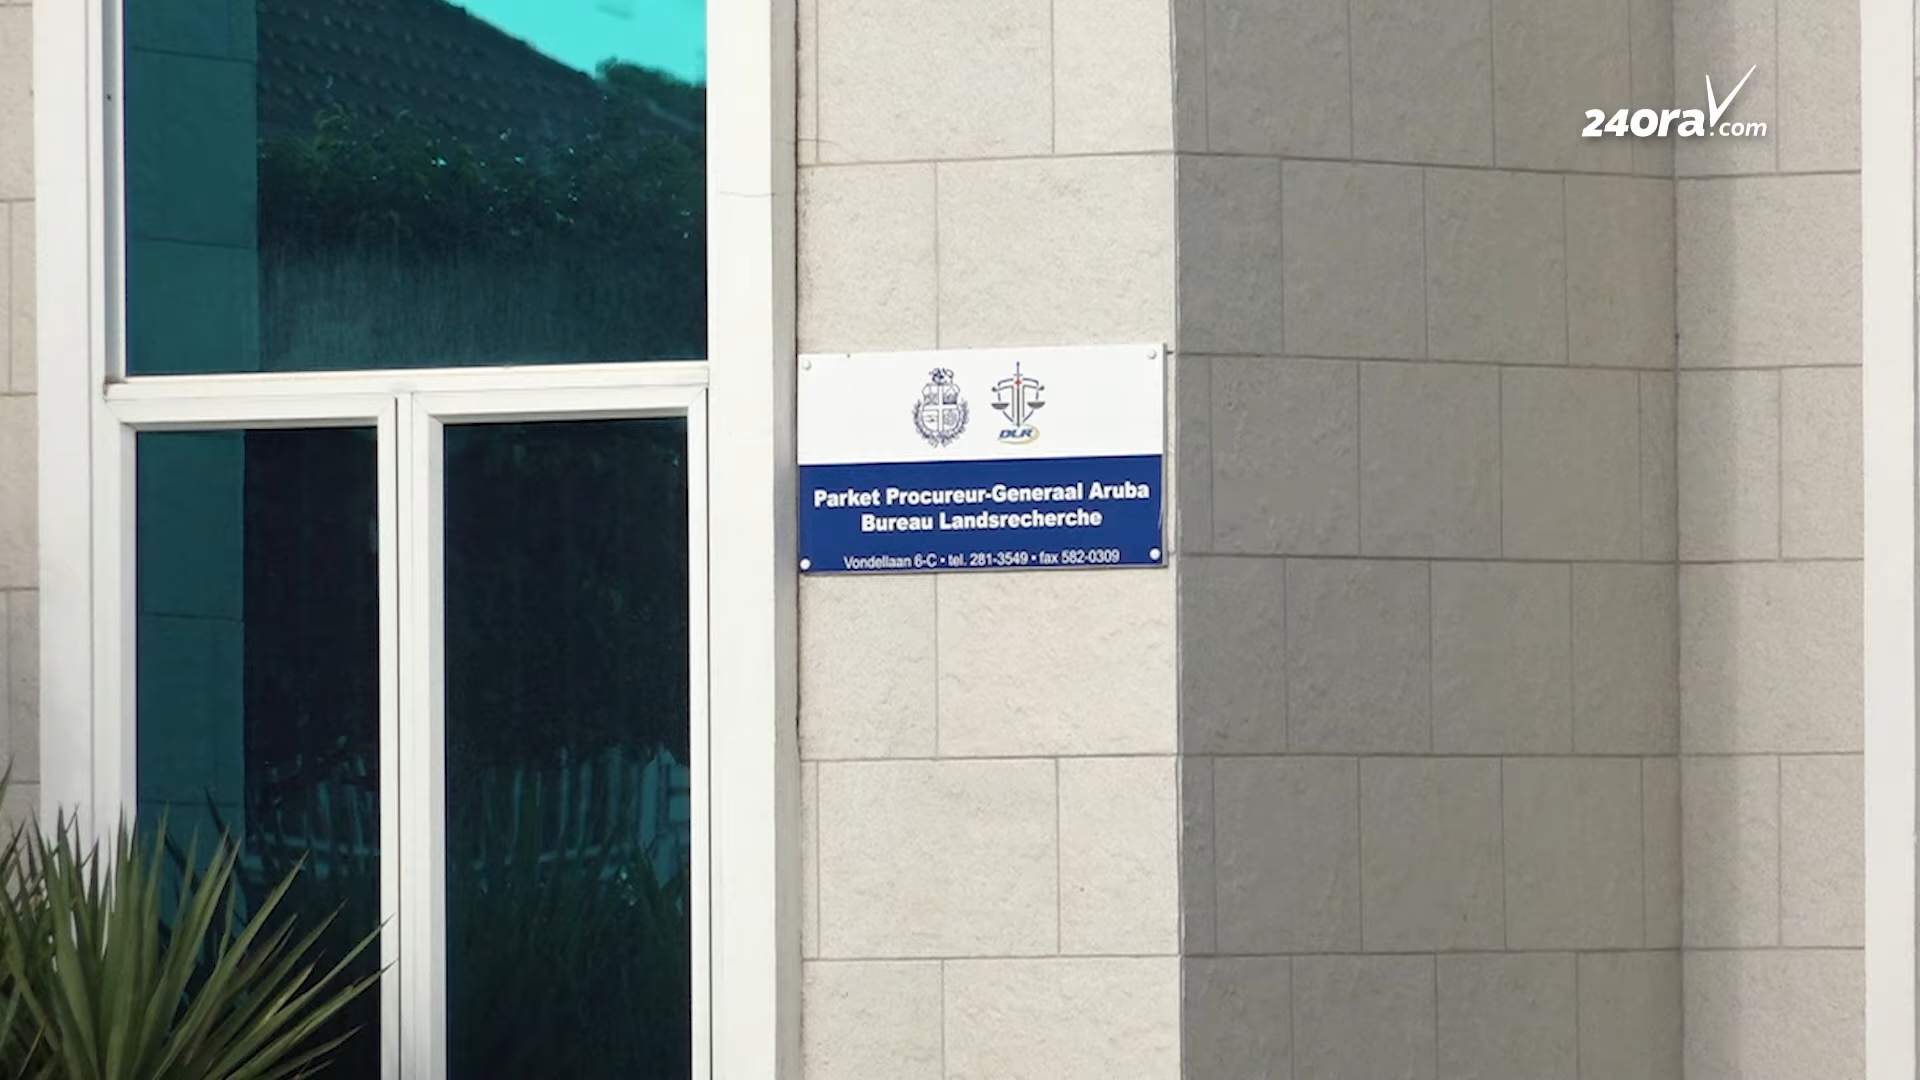 24ora.com
DLR
Parket Procureur-Generaal Aruba
Bureau Landsrecherche
Vondellaan 6-C • tel. 281-3549 • fax 582-0309